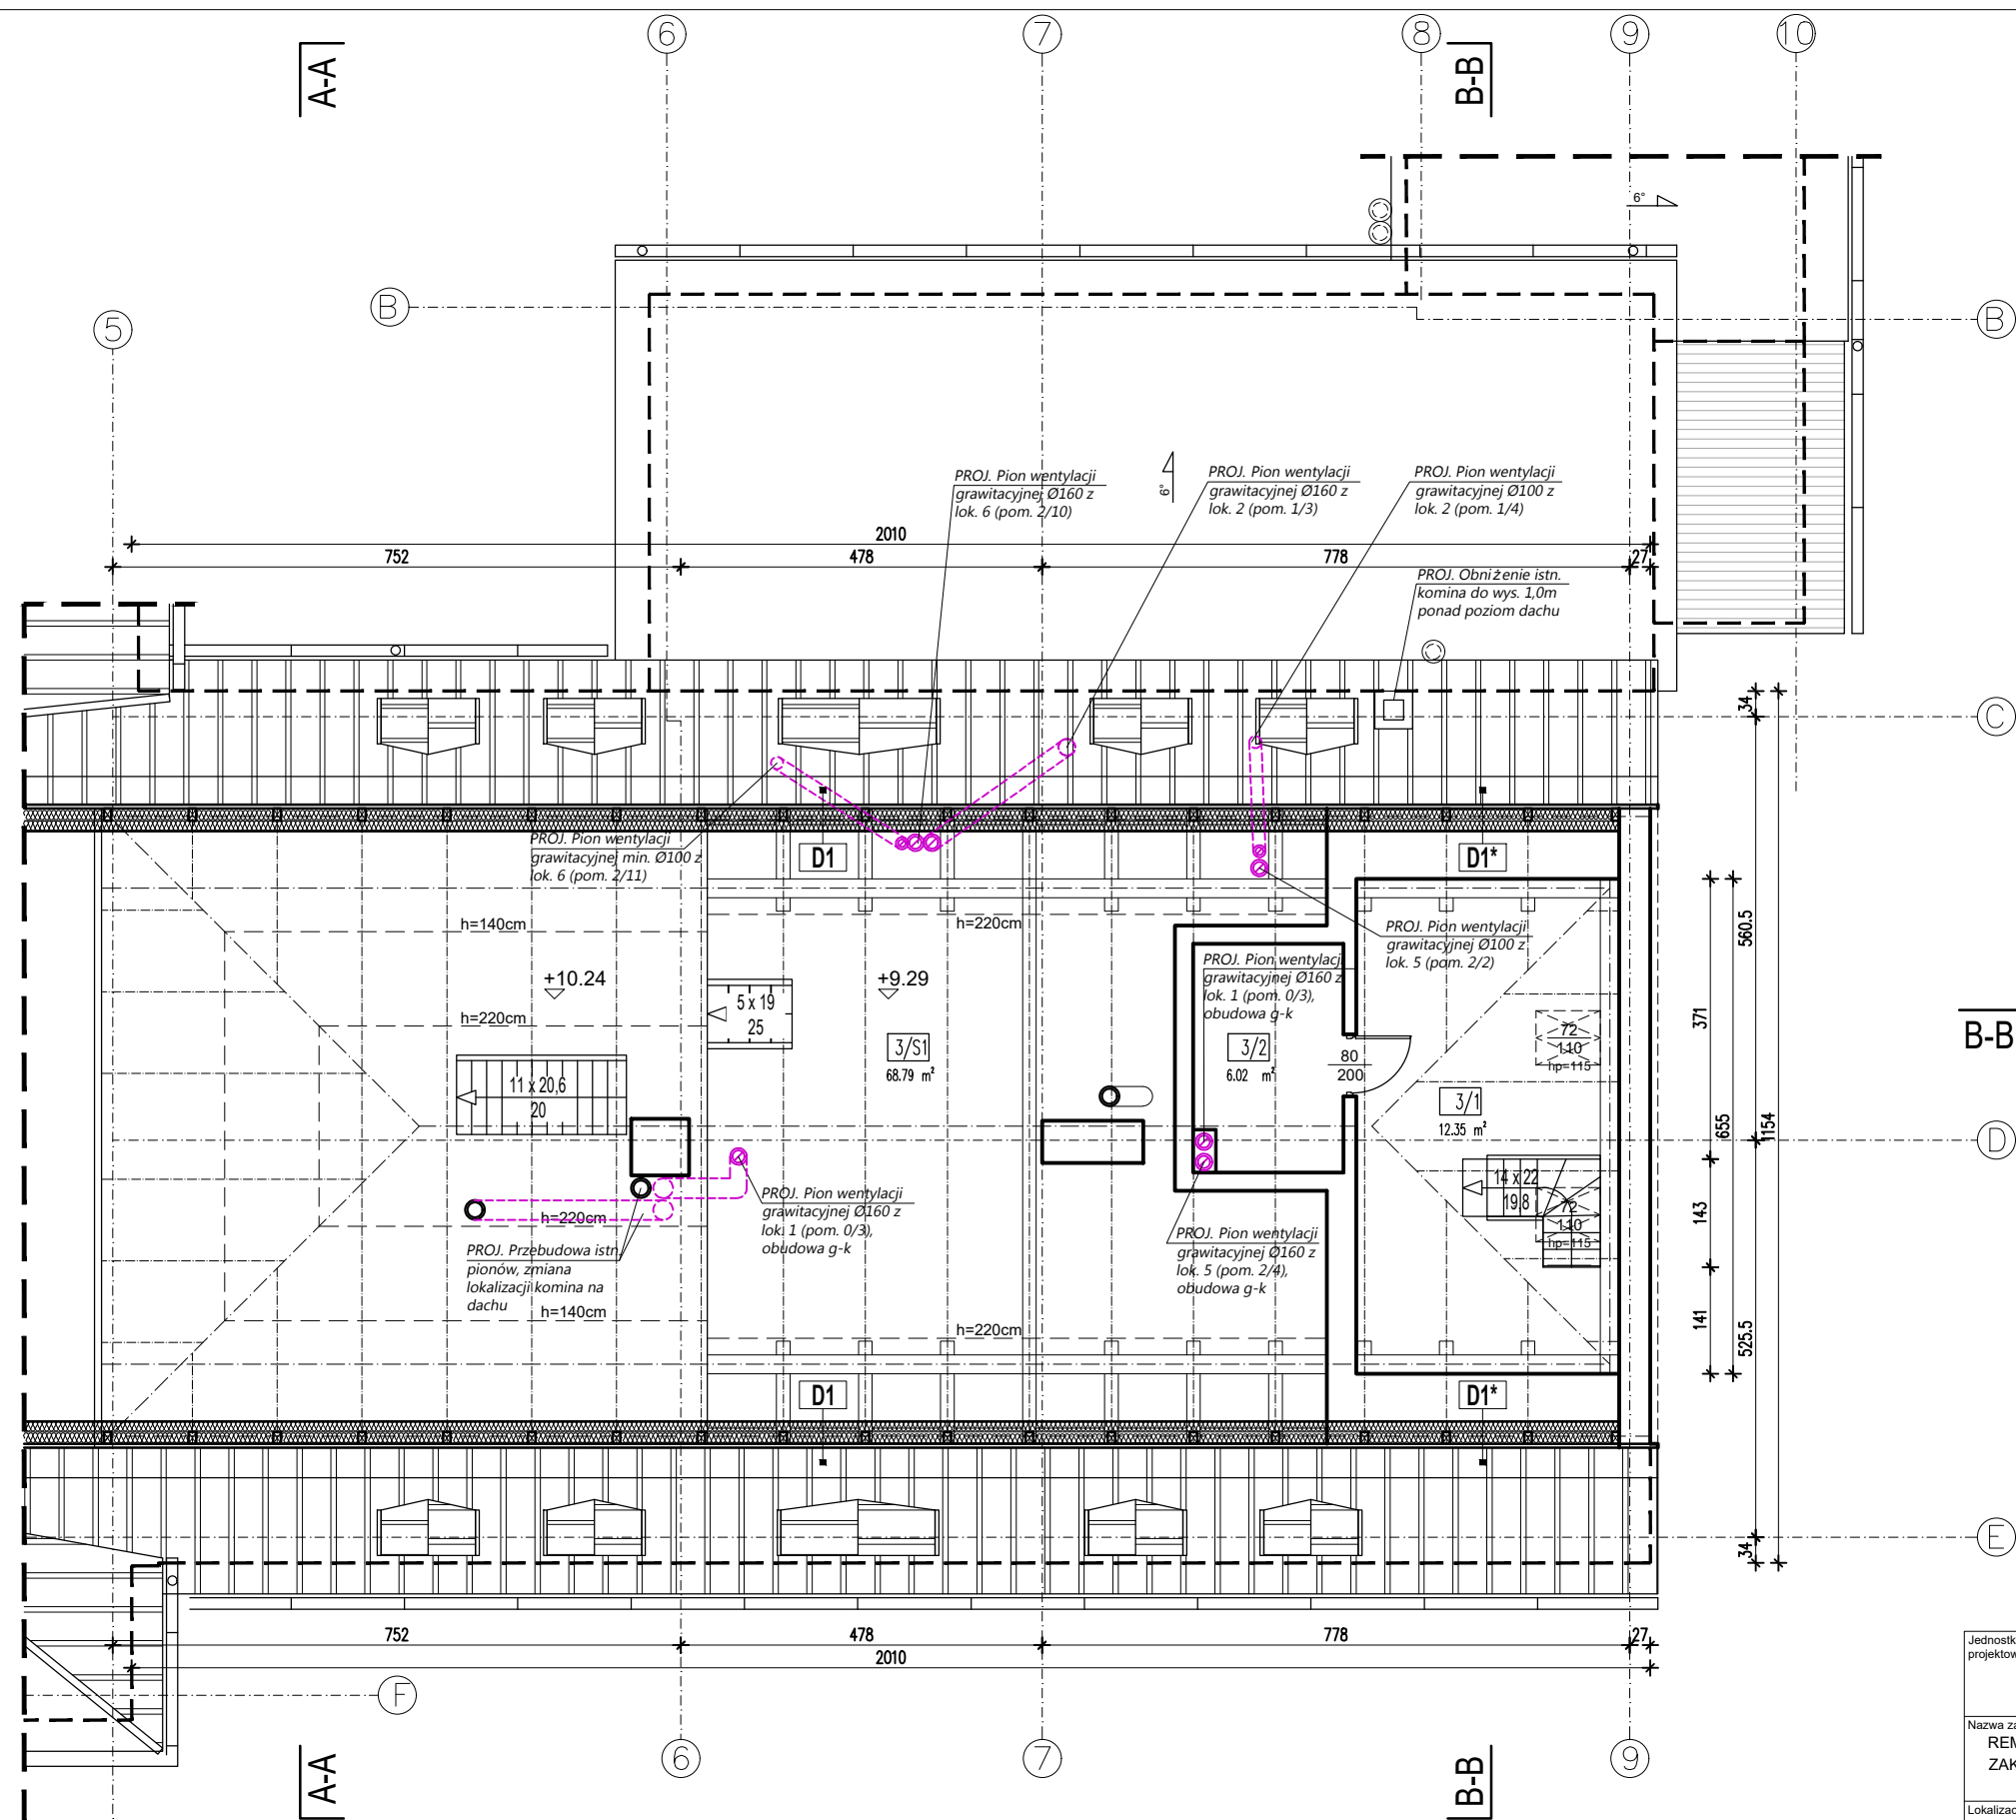 A-A
6
7
8
B-B
9
10
6°
5
B
B
PROJ. Pion wentylacji
grawitacyjnej Ø160 z
lok. 6 (pom. 2/10)
6°
PROJ. Pion wentylacji
grawitacyjnej Ø160 z
lok. 2 (pom. 1/3)
PROJ. Pion wentylacji
grawitacyjnej Ø100 z
lok. 2 (pom. 1/4)
2010
752
478
778
27
PROJ. Obniżenie istn.
komina do wys. 1,0m
ponad poziom dachu
34
C
PROJ. Pion wentylacji
grawitacyjnej min. Ø100 z
lok. 6 (pom. 2/11)
D1
D1*
h=140cm
h=220cm
PROJ. Pion wentylacji
grawitacyjnej Ø100 z
lok. 5 (pom. 2/2)
560.5
PROJ. Pion wentylacji
grawitacyjnej Ø160 z
lok. 1 (pom. 0/3),
obudowa g-k
+10.24
+9.29
h=220cm
5 x 19
25
371
B-B
3/S1
68.79 m²
3/2
6.02 m²
80
200
72
110
hp=115
11 x 20,6
20
3/1
12.35 m²
655
1154
D
14 x 22
19,8
72
110
hp=115
143
h=220cm
PROJ. Pion wentylacji
grawitacyjnej Ø160 z
lok. 1 (pom. 0/3),
obudowa g-k
PROJ. Przebudowa istn.
pionów, zmiana
lokalizacji komina na
dachu
PROJ. Pion wentylacji
grawitacyjnej Ø160 z
lok. 5 (pom. 2/4),
obudowa g-k
h=140cm
h=220cm
141
525.5
D1
D1*
E
34
752
478
778
27
2010
F
6
7
9
A-A
B-B
Jednostk
projektow
Nazwa za
REM
ZAK
Lokalizac